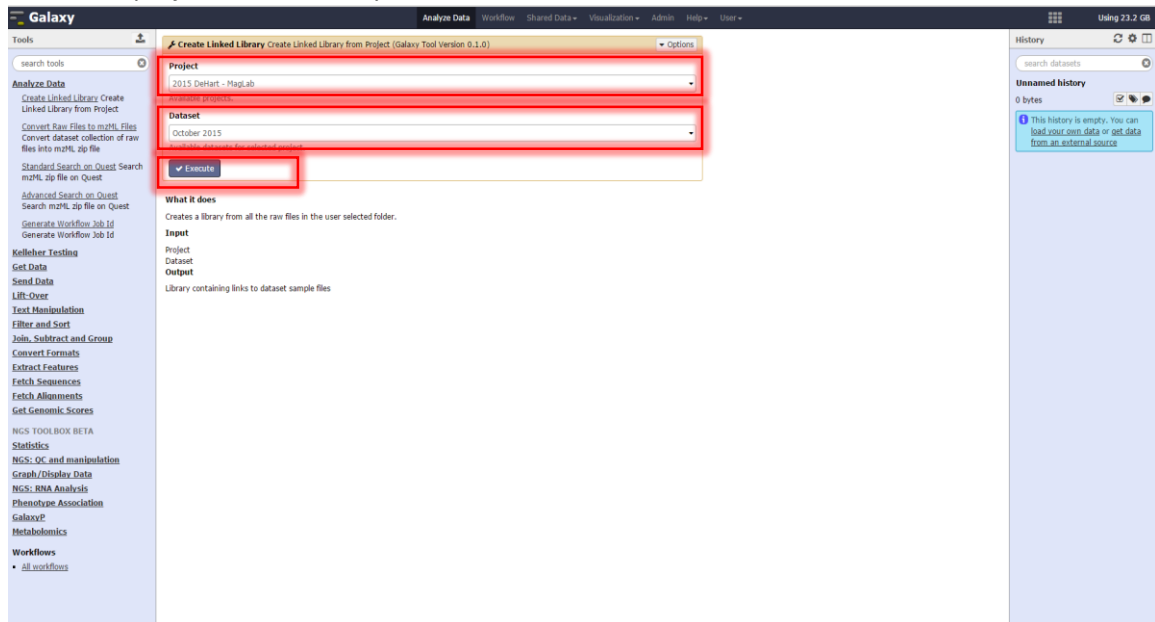 Galaxy
Analyze Data Workflow Shared Data Visualization Admin Help User
Using 23.2 GB
Tools
search tools
Analyze Data
Create Linked Library Create
Linked Library from Project
Convert Raw Files to mzML Files
Convert dataset collection of raw
files into mzML zip file
Standard Search on Quest Search
mzML zip file on Quest
Advanced Search on Quest
Search mzML zip file on Quest
Generate Workflow Job Id
Generate Workflow Job Id
Kelleher Testing
Get Data
Send Data
Lift-Over
Text Manipulation
Filter and Sort
Join, Subtract and Group
Convert Formats
Extract Features
Fetch Sequences
Fetch Alignments
Get Genomic Scores
NGS TOOLBOX BETA
Statistics
NGS: QC and manipulation
Graph/Display Data
NGS: RNA Analysis
Phenotype Association
GalaxyP
Metabolomics
Workflows
All workflows
Create Linked Library Create Linked Library from Project (Galaxy Tool Version 0.1.0)
Options
Project
2015 DeHart - MagLab
Available projects.
Dataset
October 2015
Available datasets for selected project
Execute
What it does
Creates a library from all the raw files in the user selected folder.
Input
Project
Dataset
Output
Library containing links to dataset sample files
History
search datasets
Unnamed history
0 bytes
This history is empty. You can
load your own data or get data
from an external source